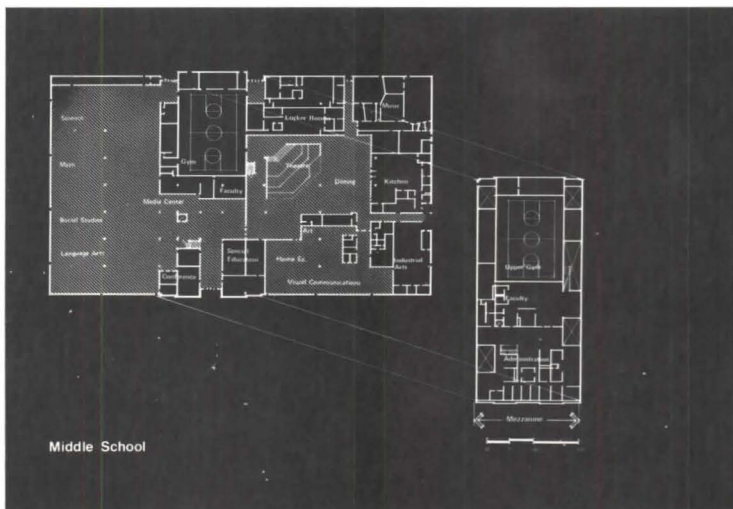 Science
Math
Social Studies
Language Arts
Gym
Media Center
Faculty
Conference
Special
Education
Locker Rooms
Music
Theatre
Dining
Kitchen
Art
Home Ec.
Visual Communications
Industrial
Arts
Upper Gym
Faculty
Administration
Mezzanine
Middle School